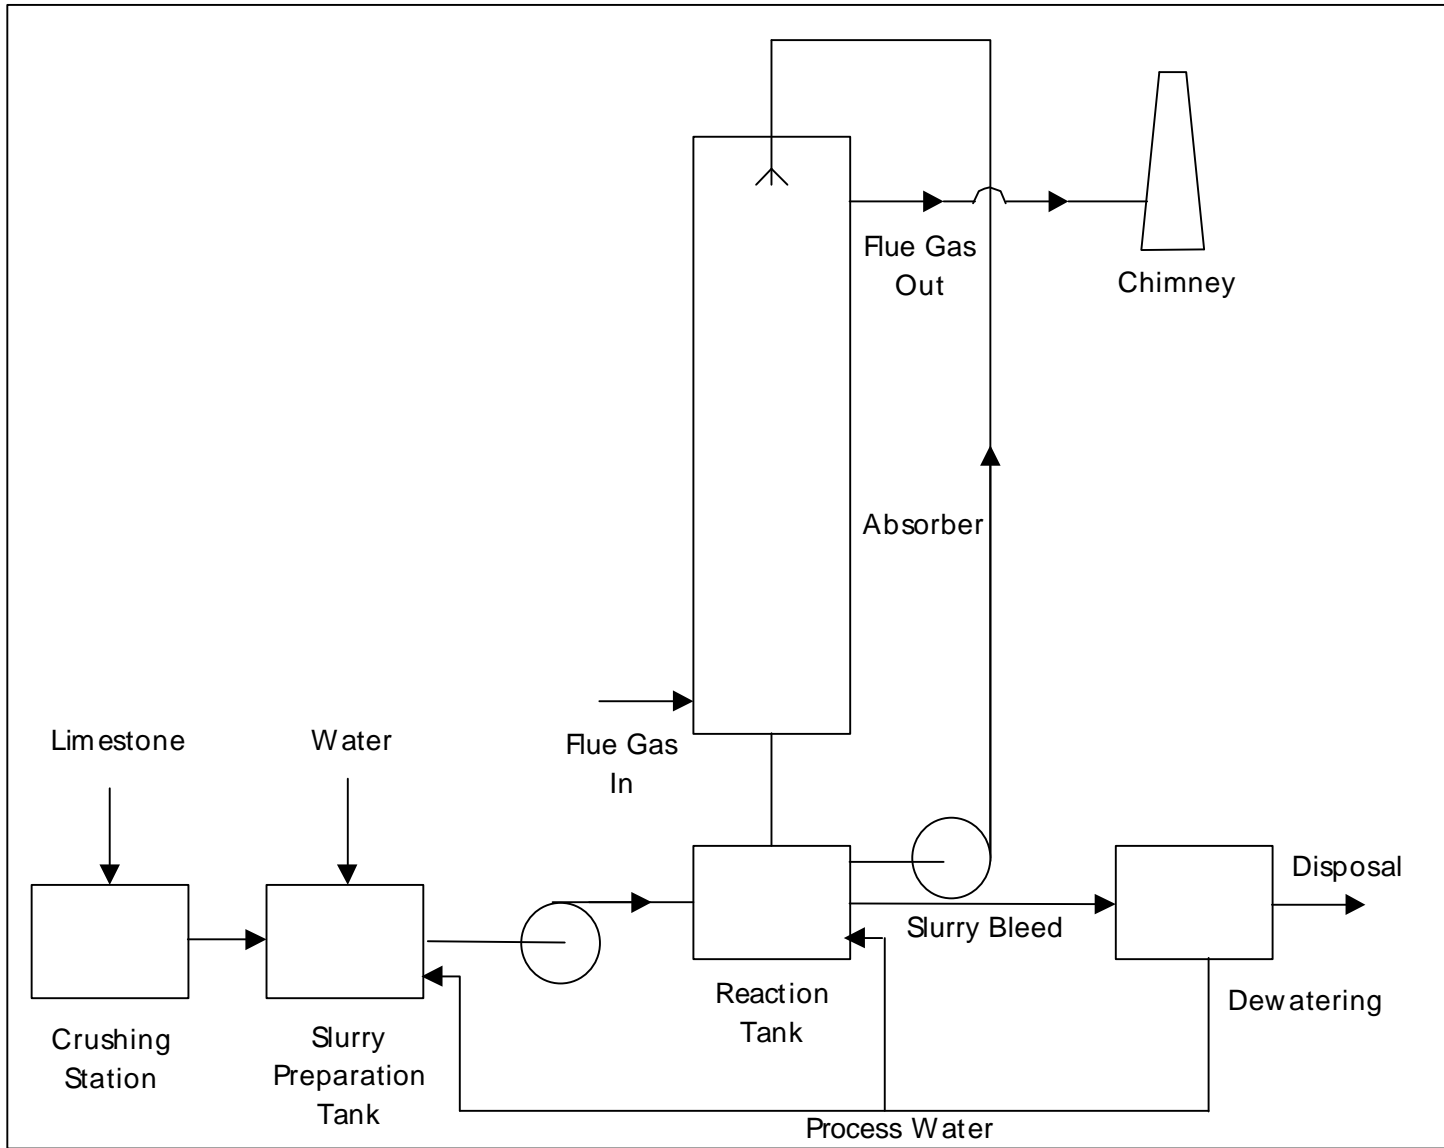 Flue Gas
Out
Chimney
Absorber
Limestone
Water
Flue Gas
In
Disposal
Slurry Bleed
Reaction
Tank
Dewatering
Crushing
Station
Slurry
Preparation
Tank
Process Water